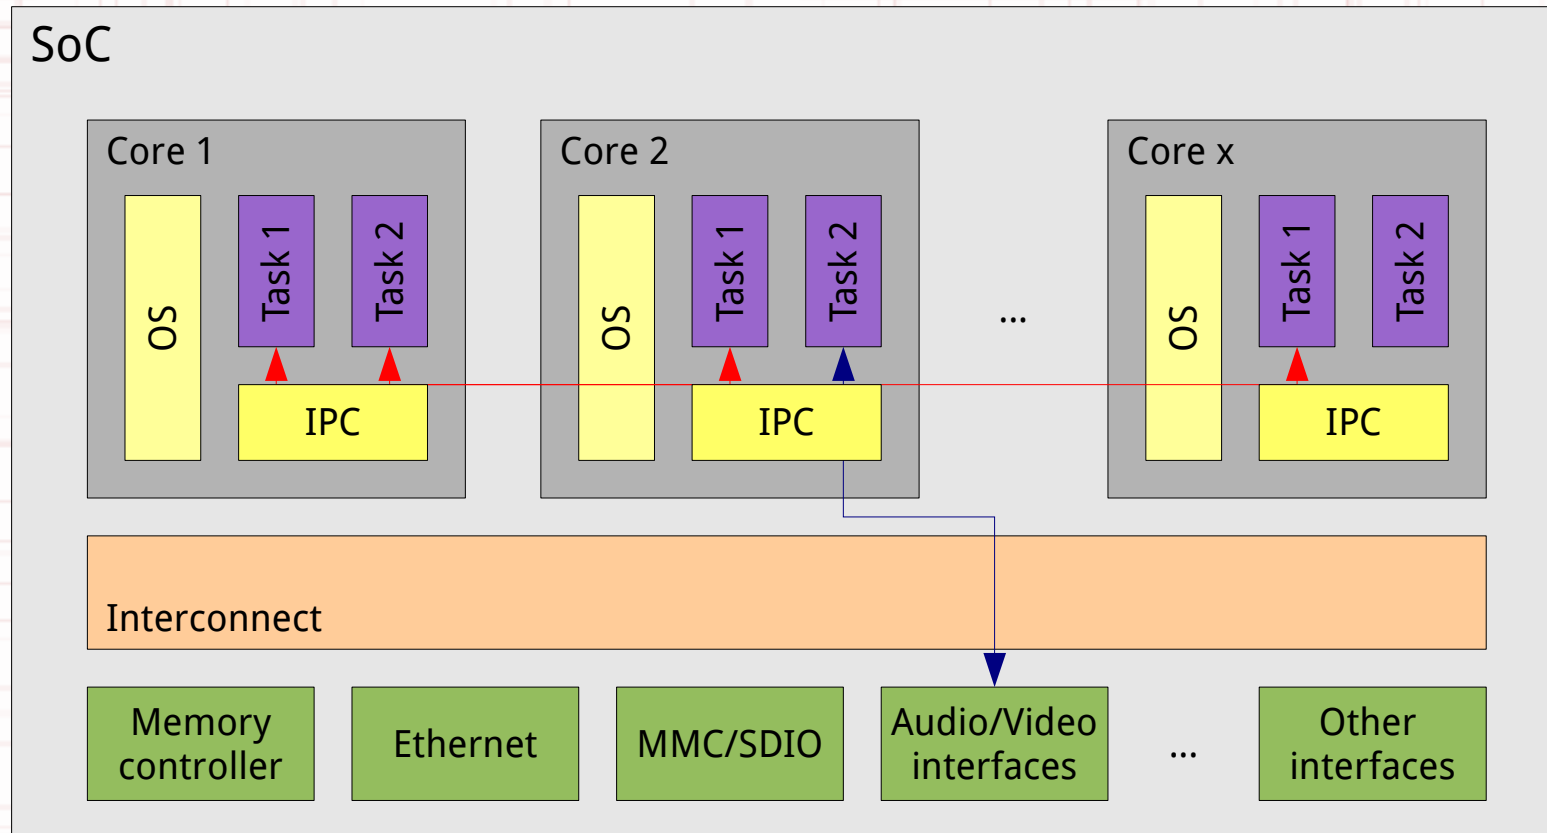 SoC
Core 1
OS
Task 1
Task 2
IPC
Core 2
OS
Task 1
Task 2
IPC
...
Core x
OS
Task 1
Task 2
IPC
Interconnect
Memory
controller
Ethernet
MMC/SDIO
Audio/Video
interfaces
...
Other
interfaces